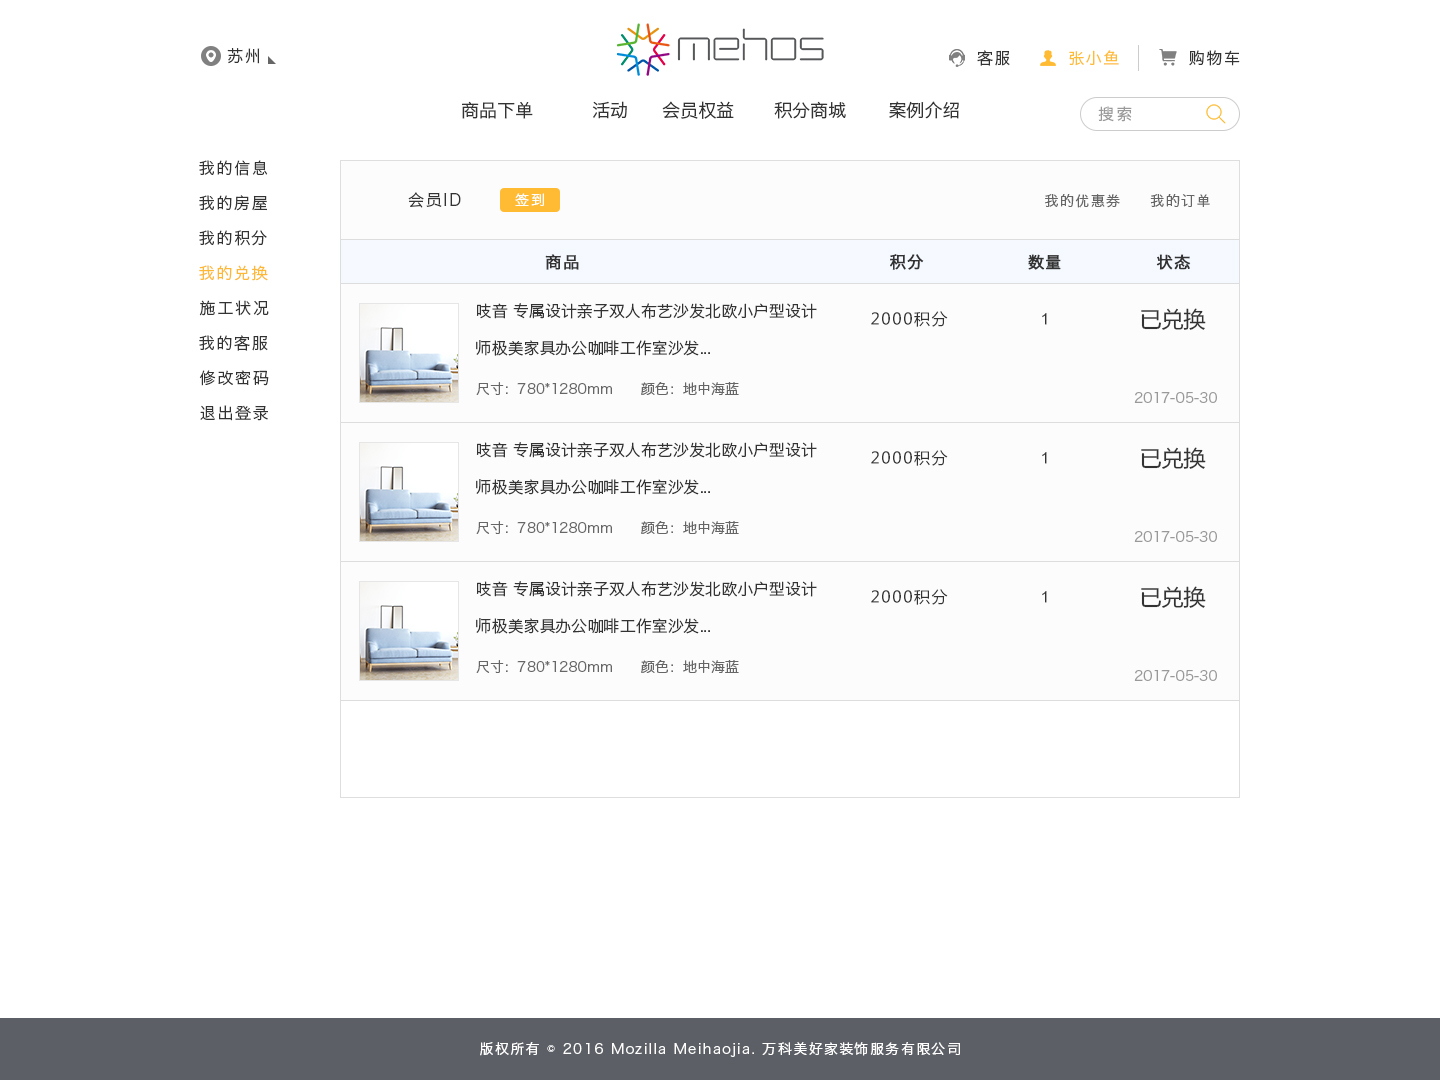 苏州
mehos
客服
张小鱼
购物车
商品下单 活动 会员权益 积分商城 案例介绍
搜索
我的信息
我的房屋
我的积分
我的兑换
施工状况
我的客服
修改密码
退出登录
会员ID 签到 我的优惠券 我的订单
商品 积分 数量 状态
吱音 专属设计亲子双人布艺沙发北欧小户型设计
师极美家具办公咖啡工作室沙发...
尺寸：780*1280mm 颜色：地中海蓝
2000积分
1
已兑换
2017-05-30
吱音 专属设计亲子双人布艺沙发北欧小户型设计
师极美家具办公咖啡工作室沙发...
尺寸：780*1280mm 颜色：地中海蓝
2000积分
1
已兑换
2017-05-30
吱音 专属设计亲子双人布艺沙发北欧小户型设计
师极美家具办公咖啡工作室沙发...
尺寸：780*1280mm 颜色：地中海蓝
2000积分
1
已兑换
2017-05-30
版权所有 © 2016 Mozilla Meihaojia. 万科美好家装饰服务有限公司